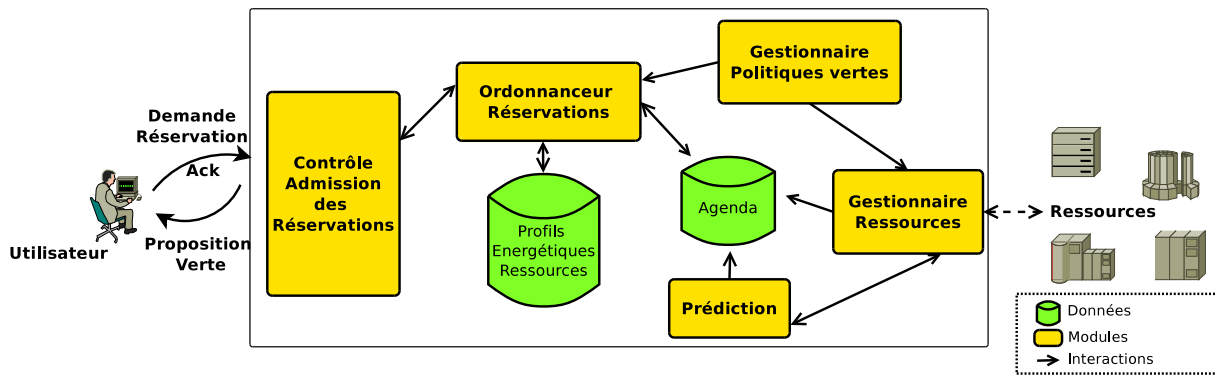 Demande
Réservation
Ack
Utilisateur
Proposition
Verte
Contrôle
Admission
des
Réservations
Ordonnanceur
Réservations
Profils
Energétiques
Ressources
Gestionnaire
Politiques vertes
Agenda
Gestionnaire
Ressources
Prédiction
Ressources
Données
Modules
Interactions